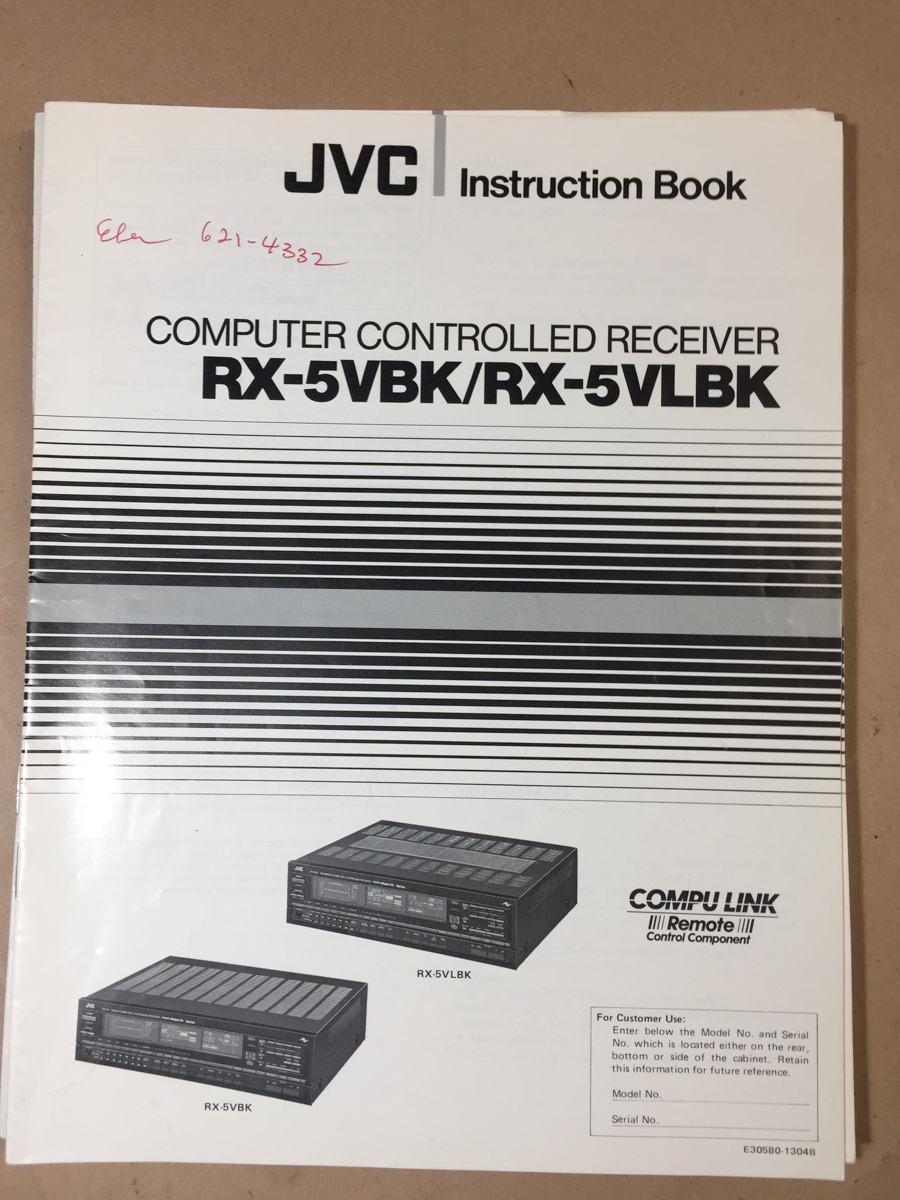 JVC Instruction Book
621-4332
COMPUTER CONTROLLED RECEIVER
RX-5VBK/RX-5VLBK
JVC
RX-5VLBK
COMPU LINK
Remote
Control Component
JVC
RX-5VBK
For Customer Use:
Enter below the Model No. and Serial
No. which is located either on the rear,
bottom or side of the cabinet. Retain
this information for future reference.
Model No.
Serial No.
E30580-1304B